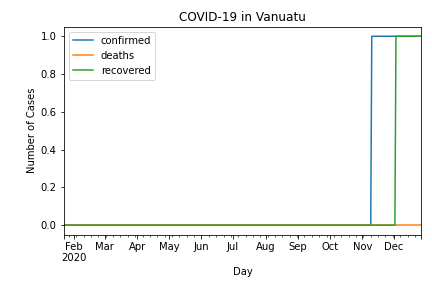 COVID-19 in Vanuatu
confirmed
deaths
recovered
Number of Cases
1.0
0.8
0.6
0.4
0.2
0.0
Feb Mar Apr May Jun Jul Aug Sep Oct Nov Dec
2020
Day